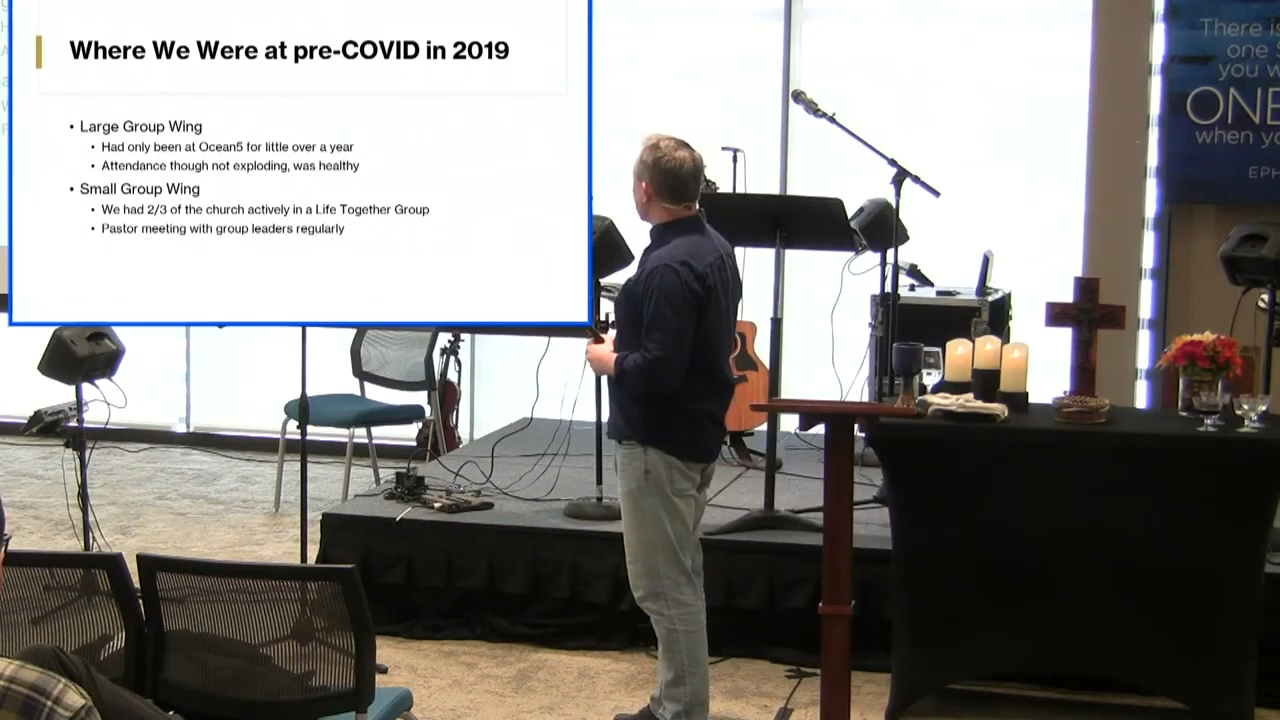 Where We Were at pre-COVID in 2019
• Large Group Wing
• Had only been at Ocean5 for little over a year
• Attendance though not exploding, was healthy
• Small Group Wing
• We had 2/3 of the church actively in a Life Together Group
• Pastor meeting with group leaders regularly
There is
one
you
ONE
when
EPH